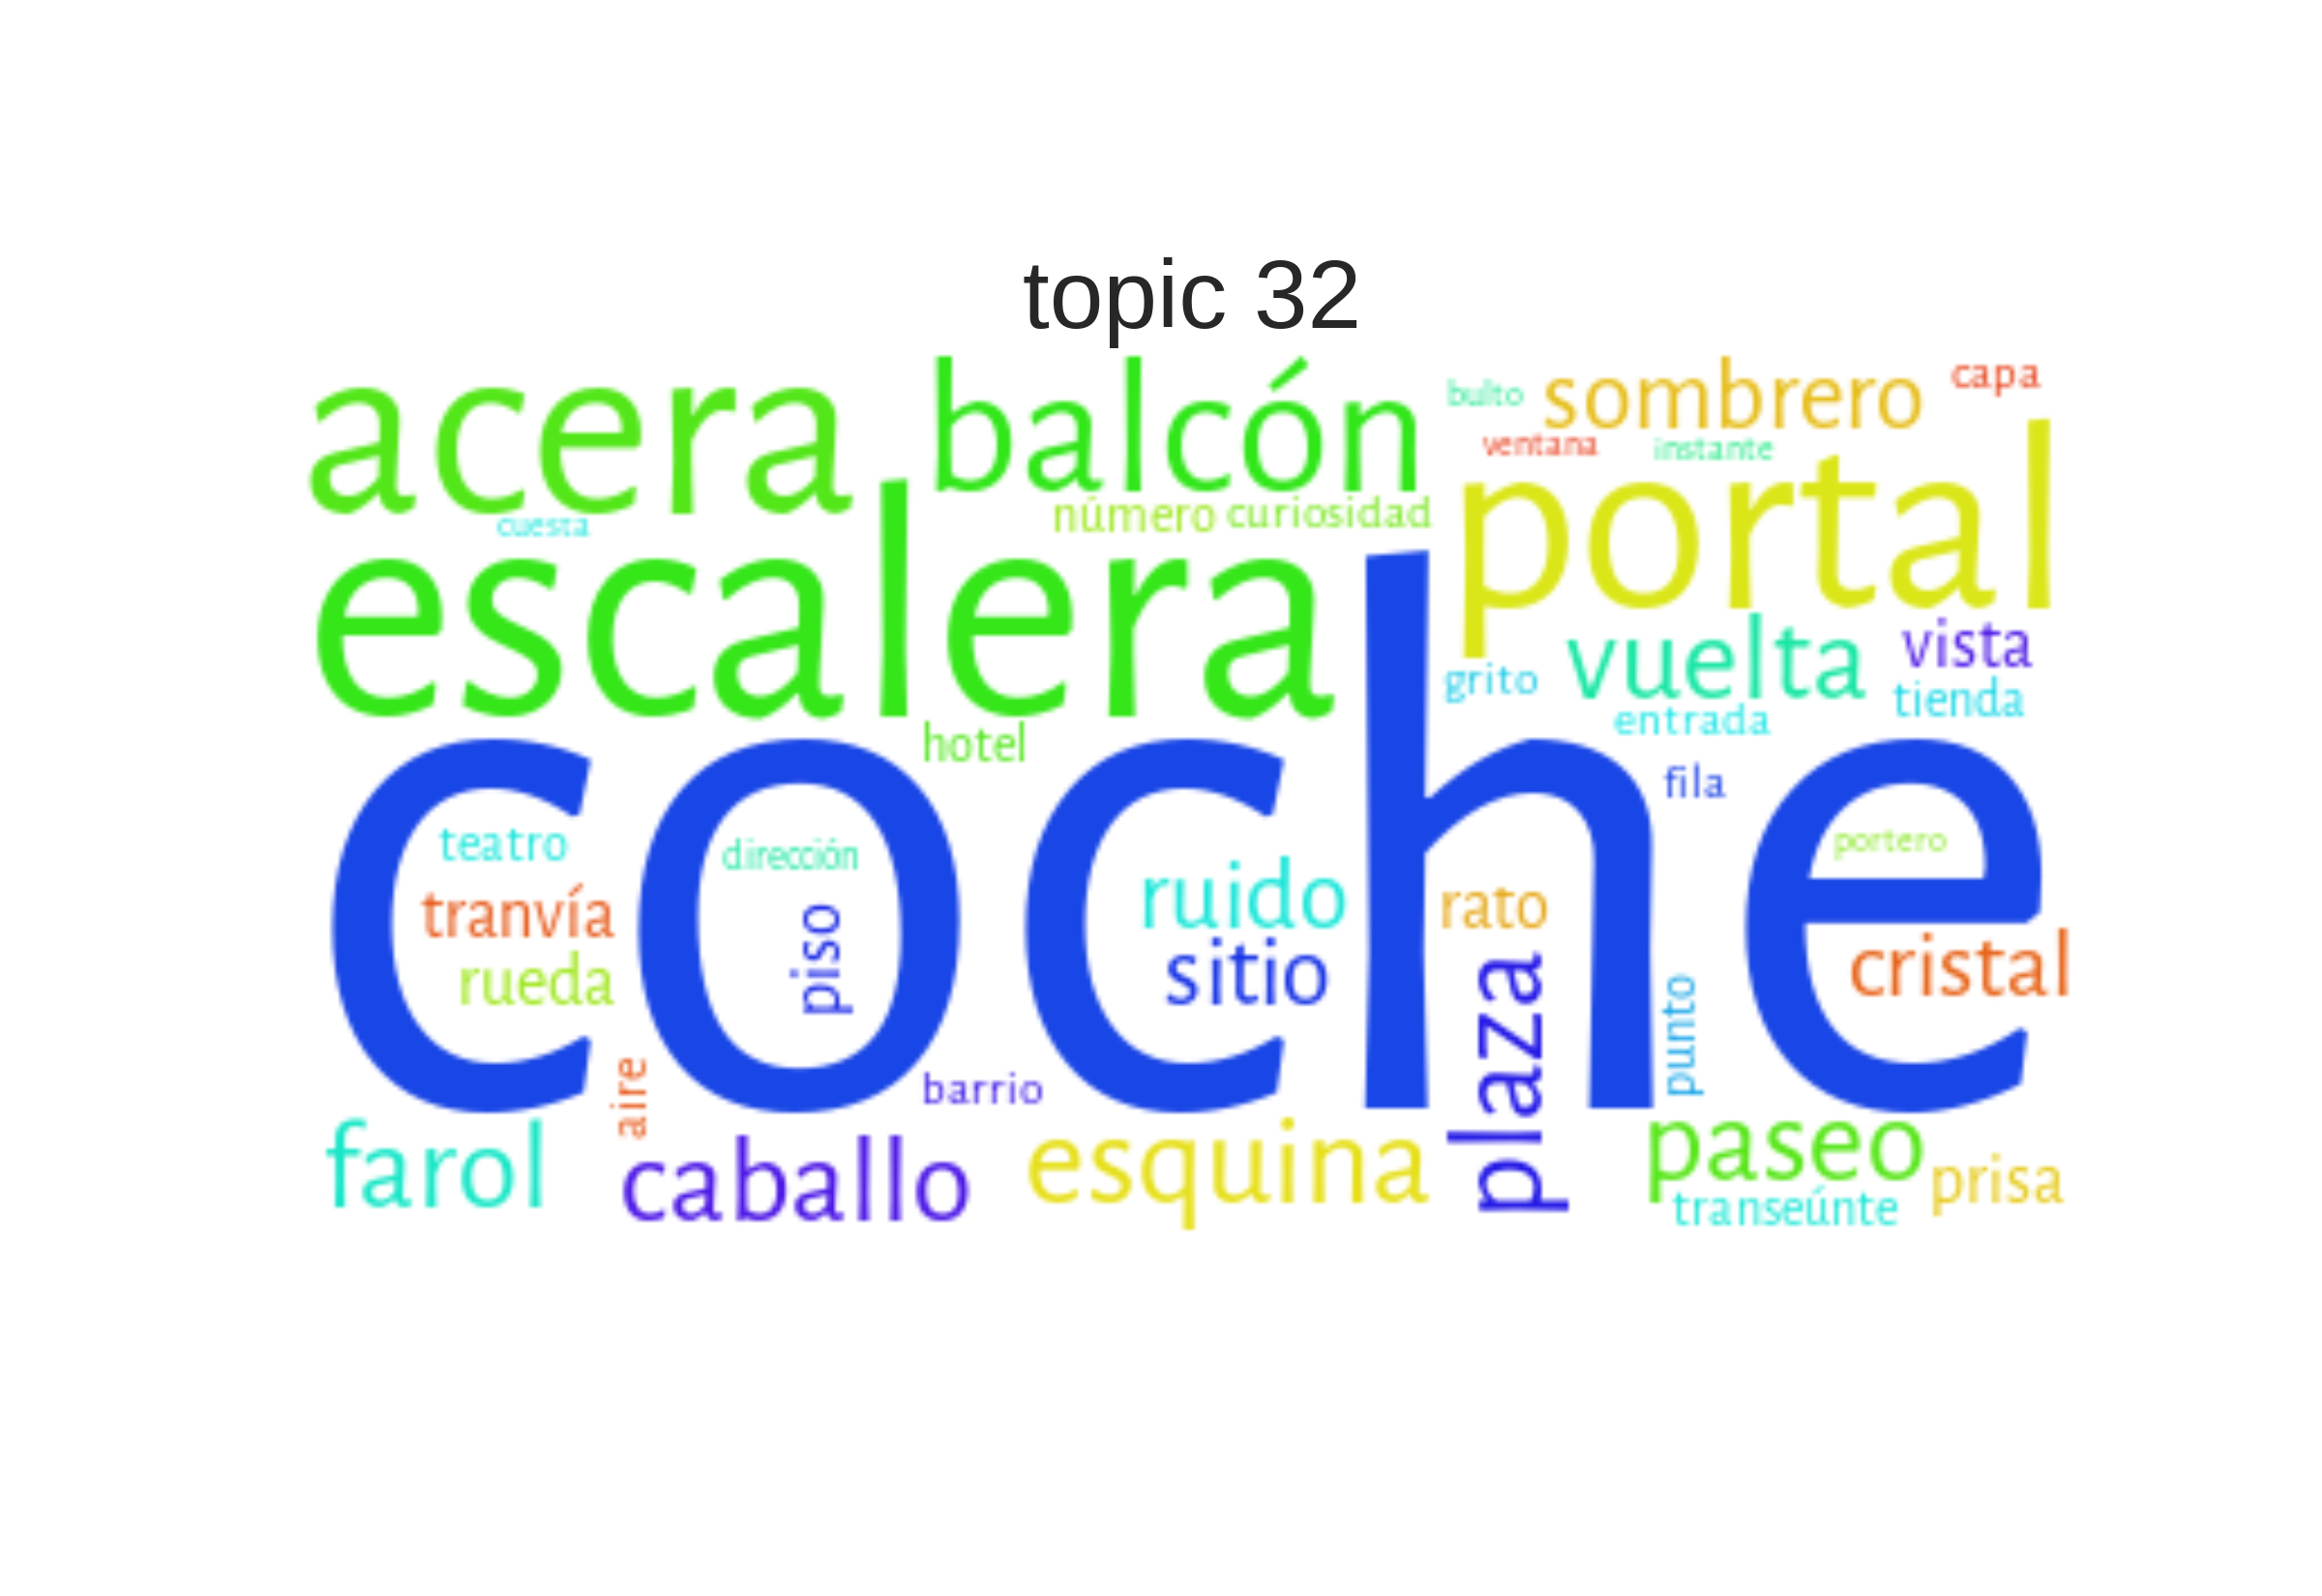 topic 32
acera balcón bulto sombrero capa
ventana instante
cuesta número curiosidad portal
escalera
grito vuelta vista
entrada tienda
hotel
fila
coche
teatro dirección portero
tranvía ruido rato
rueda piso sitio cristal
aire barrio plaza punto
farol caballo esquina paseo prisa
transeúnte